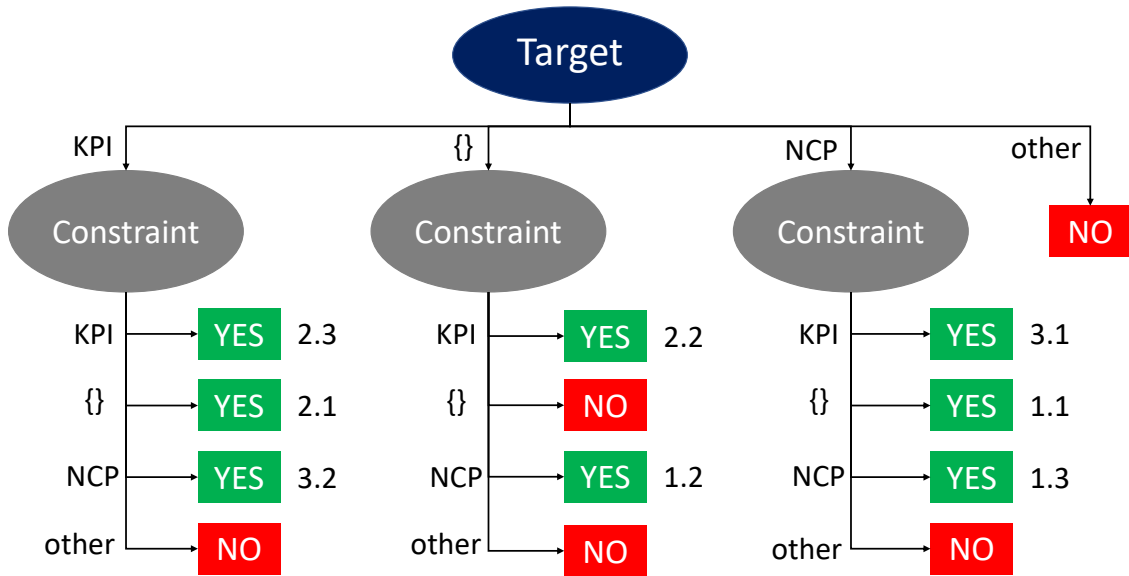 Target
KPI
{}
NCP
other
Constraint
Constraint
Constraint
NO
KPI
YES
2.3
KPI
YES
2.2
KPI
YES
3.1
{}
YES
2.1
{}
NO
{}
YES
1.1
NCP
YES
3.2
NCP
YES
1.2
NCP
YES
1.3
other
NO
other
NO
other
NO